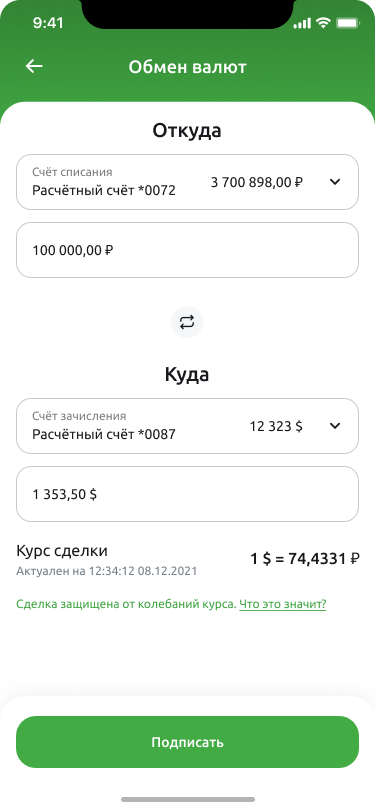 9:41
Обмен валют
Откуда
Счёт списания
Расчётный счёт *0072
3 700 898,00 ₽
100 000,00 ₽
Куда
Счёт зачисления
Расчётный счёт *0087
12 323 $
1 353,50 $
Курс сделки
Актуален на 12:34:12 08.12.2021
1 $ = 74,4331 ₽
Сделка защищена от колебаний курса. Что это значит?
Подписать